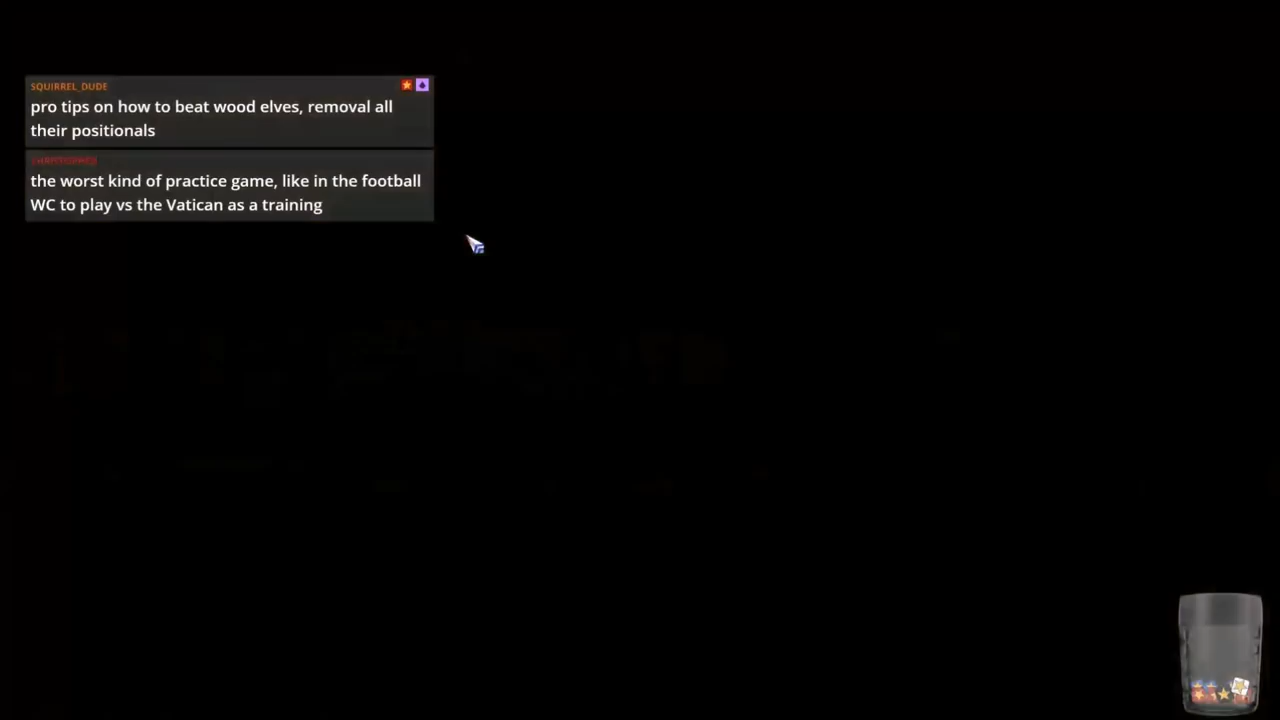 SQUIRREL_DUDE
pro tips on how to beat wood elves, removal all
their positionals
the worst kind of practice game, like in the football
WC to play vs the Vatican as a training